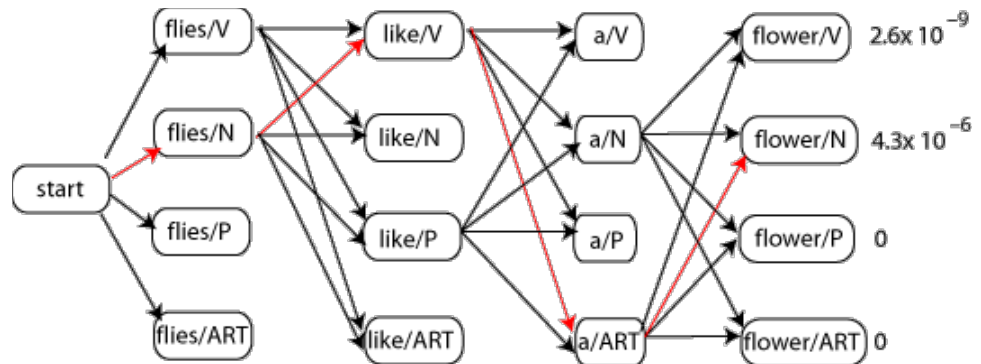 flies/V like/V a/V flower/V 2.6x 10⁻⁹
flies/N like/N a/N flower/N 4.3x 10⁻⁶
start
flies/P like/P a/P flower/P 0
flies/ART like/ART a/ART flower/ART 0